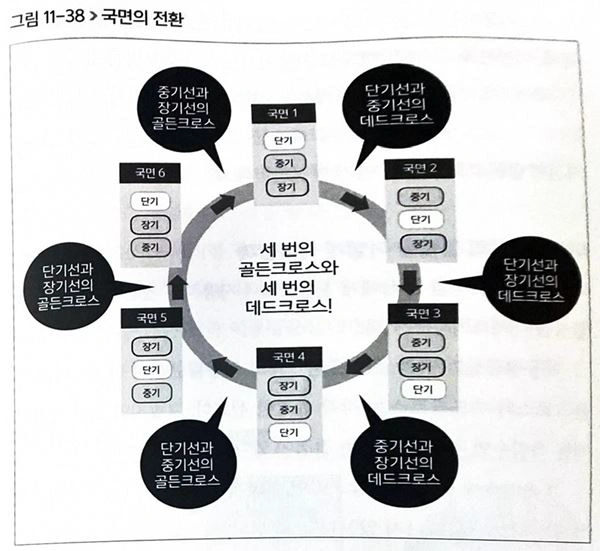 그림 11-38 > 국면의 전환
중기선과
장기선의
골든크로스
국면 1
단기
중기
장기
단기선과
중기선의
데드크로스
국면 6
단기
장기
중기
국면 2
중기
단기
장기
세 번의
골든크로스와
세 번의
데드크로스!
단기선과
장기선의
골든크로스
단기선과
장기선의
데드크로스
국면 5
장기
단기
중기
국면 3
중기
장기
단기
국면 4
장기
중기
단기
단기선과
중기선의
골든크로스
중기선과
장기선의
데드크로스